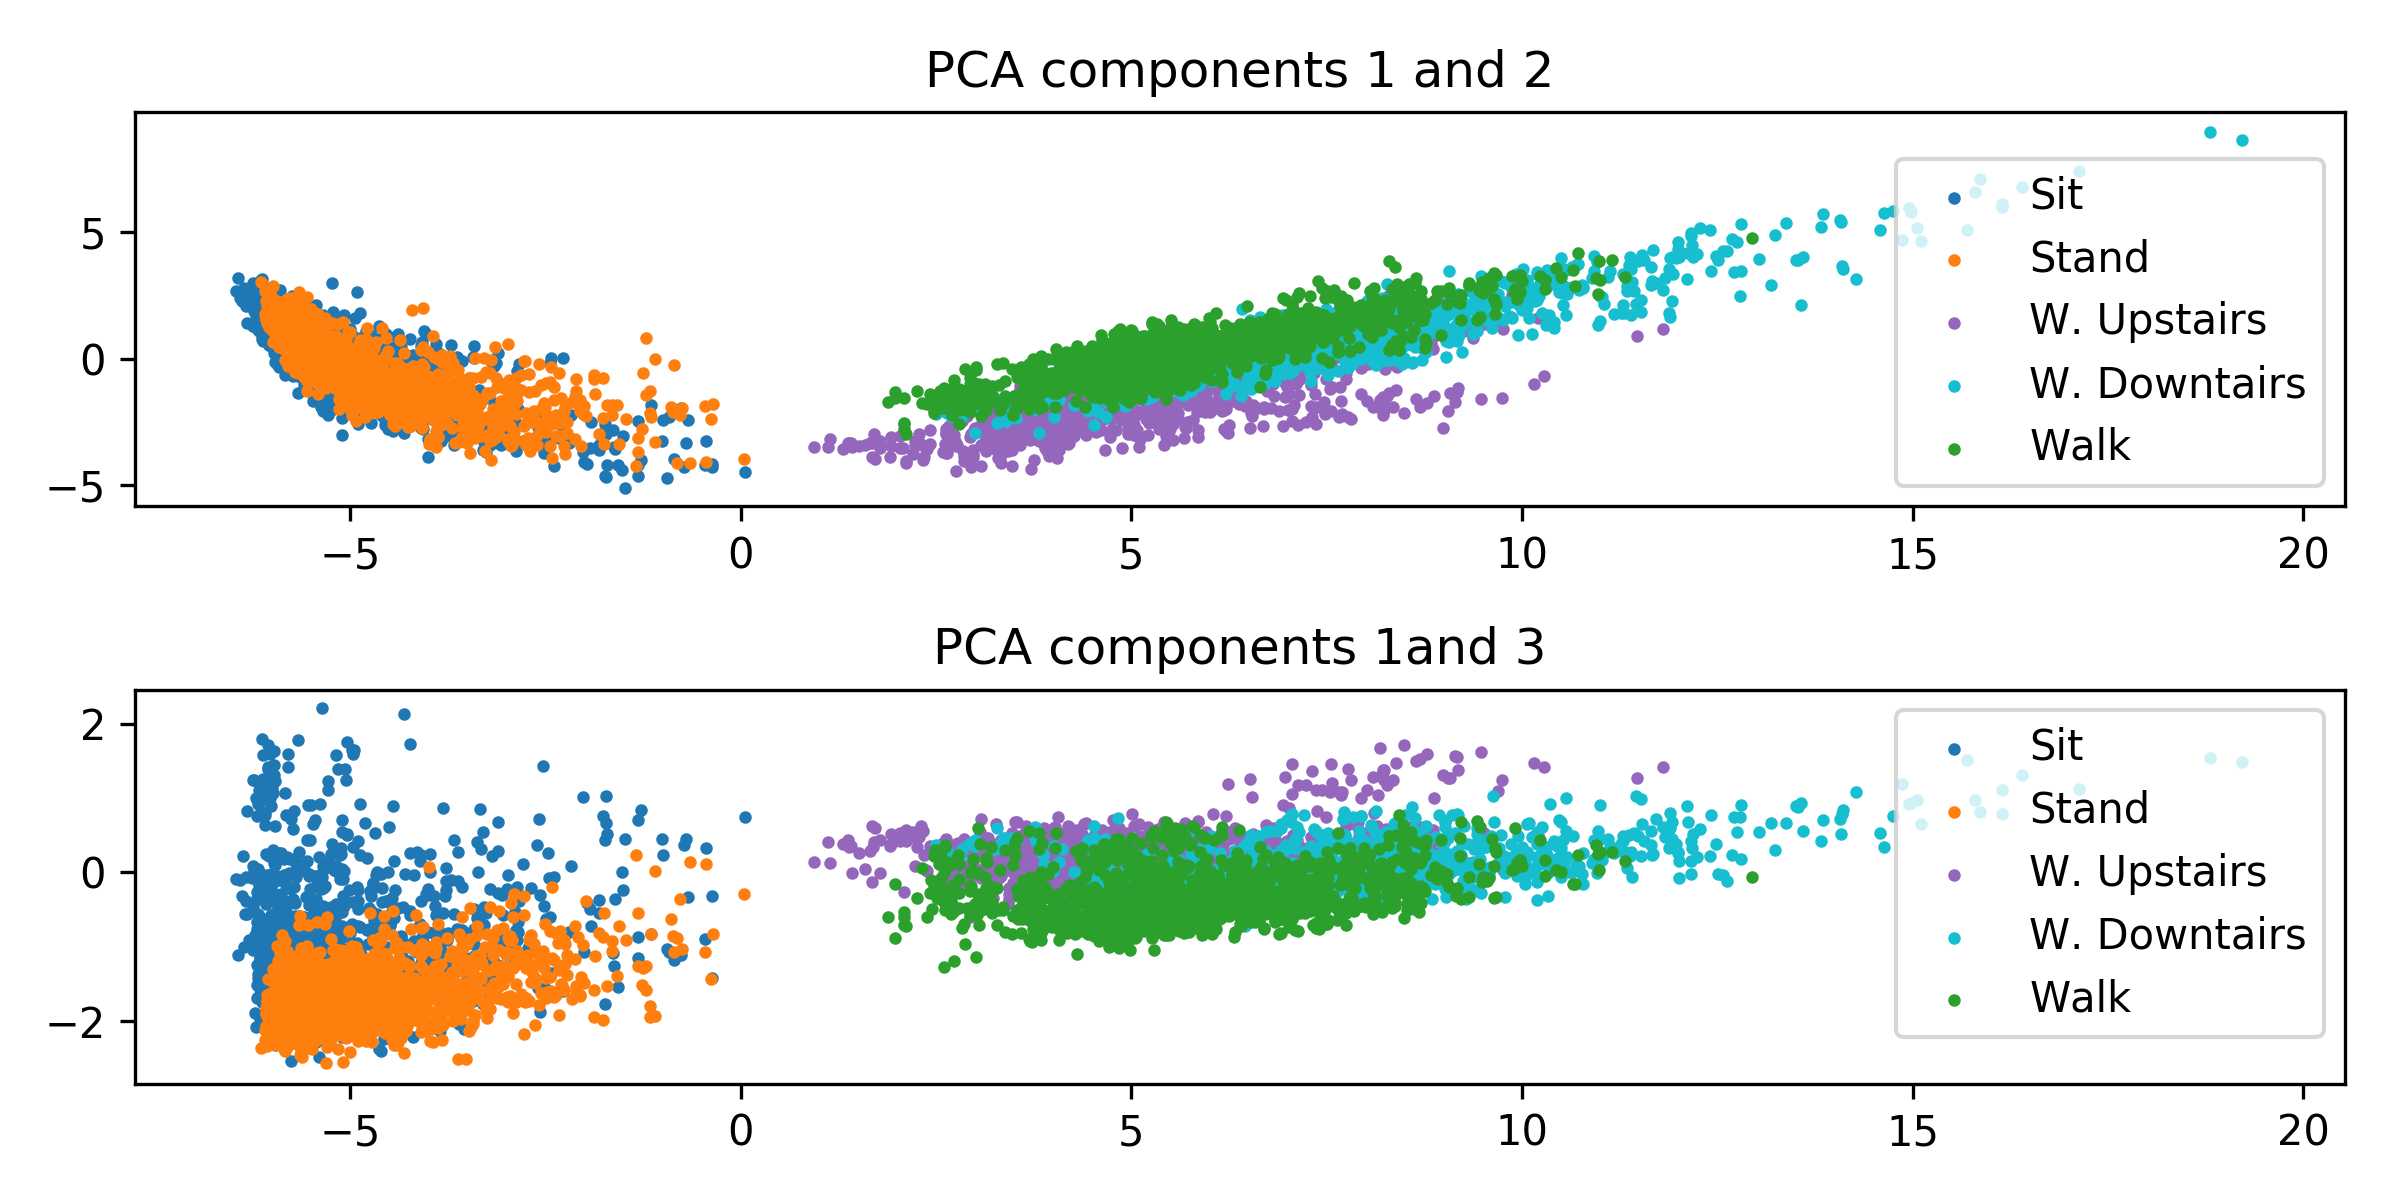 PCA components 1 and 2
5
0
−5
Sit
Stand
W. Upstairs
W. Downtairs
Walk
−5 0 5 10 15 20
PCA components 1and 3
2
0
−2
Sit
Stand
W. Upstairs
W. Downtairs
Walk
−5 0 5 10 15 20